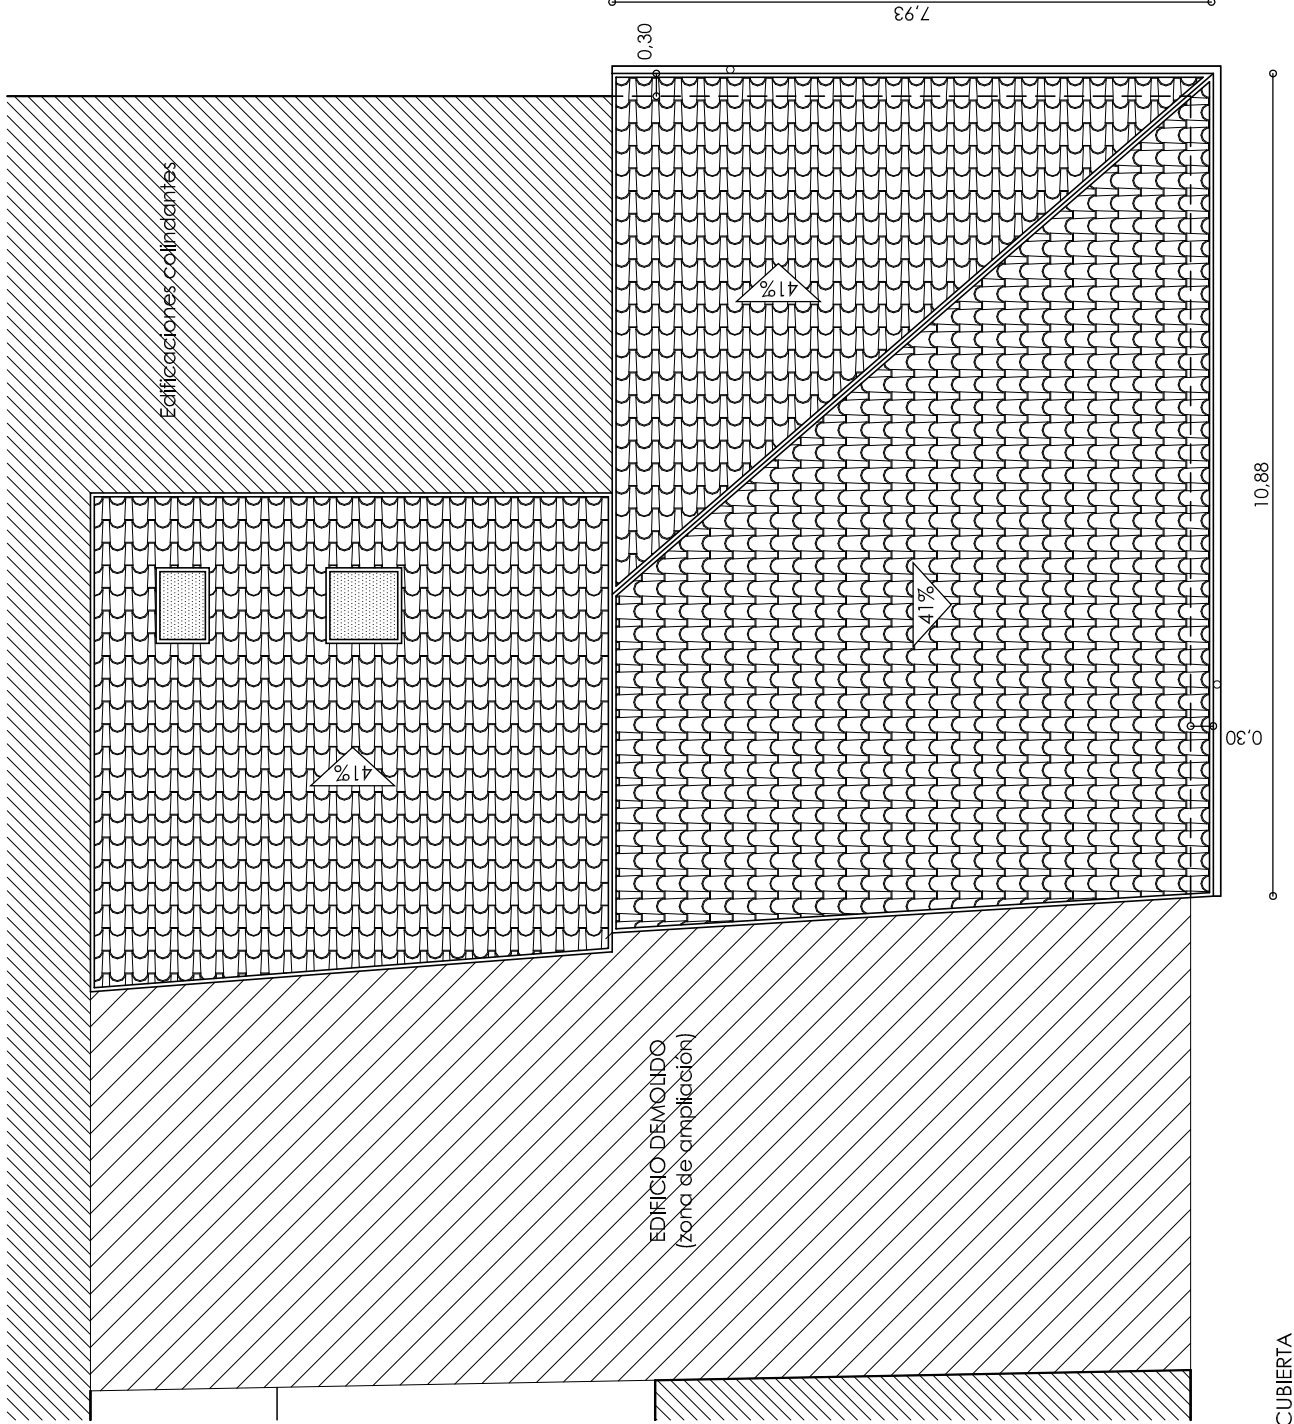 7,93
0,30
Edificaciones colindantes
41%
10,88
41%
0,30
41%
EDIFICIO DEMOLIDO
(zona de ampliación)
CUBIERTA